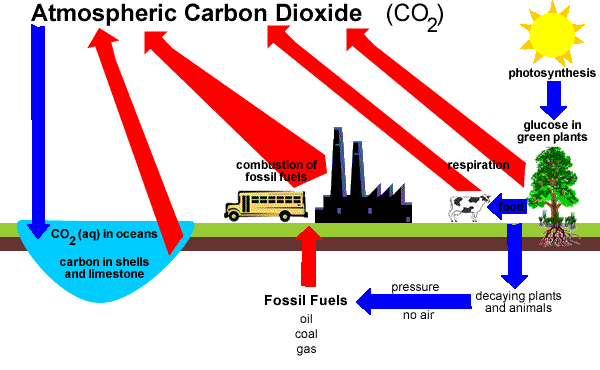 Atmospheric Carbon Dioxide (CO2)
photosynthesis
glucose in
green plants
combustion of
fossil fuels
respiration
food
CO2 (aq) in oceans
carbon in shells
and limestone
Fossil Fuels
oil
coal
gas
pressure
no air
decaying plants
and animals